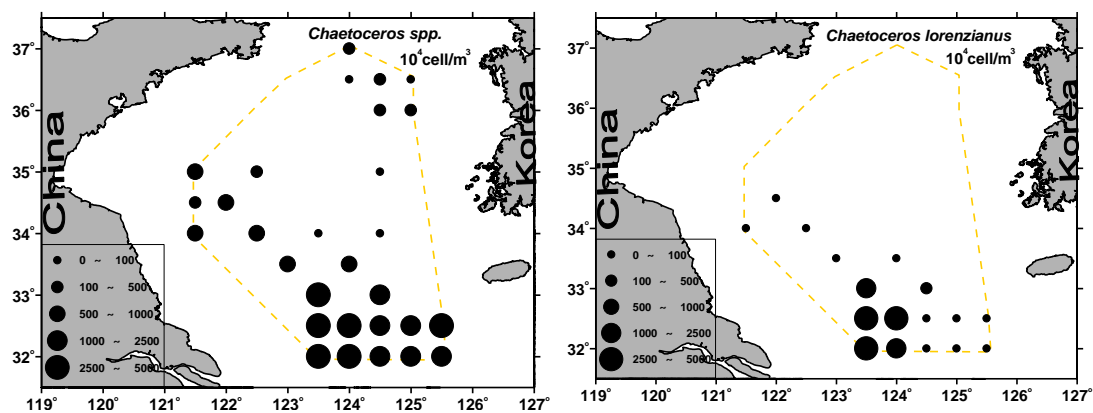 Chaetoceros spp.
10⁴cell/m³
37°
36°
35°
34°
33°
32°
China
Korea
0 ~ 100
100 ~ 500
500 ~ 1000
1000 ~ 2500
2500 ~ 5000
119° 120 121 122 123 124 125 126 127°
Chaetoceros lorenzianus
10⁴cell/m³
37°
36°
35°
34°
33°
32°
China
Korea
0 ~ 100
100 ~ 500
500 ~ 1000
1000 ~ 2500
2500 ~ 5000
119° 120 121 122 123 124 125 126 127°